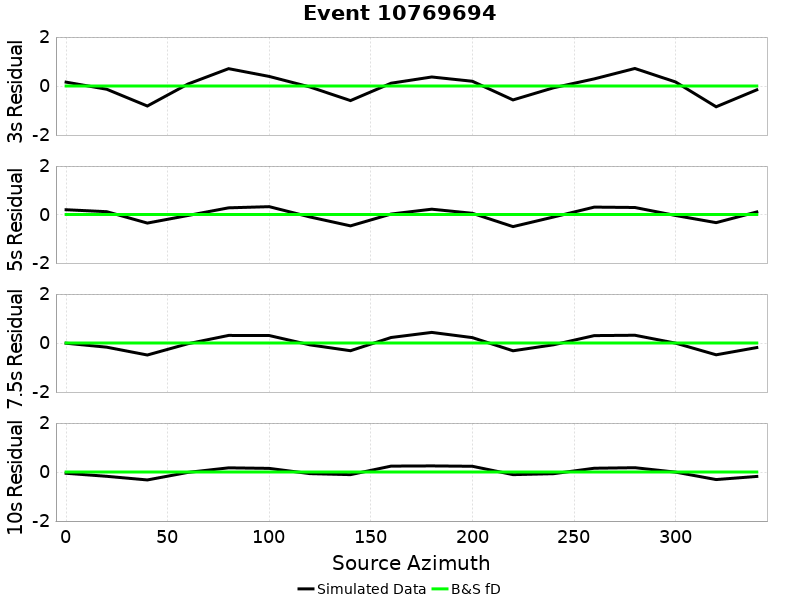 Event 10769694
3s Residual
2
0
-2
5s Residual
2
0
-2
7.5s Residual
2
0
-2
10s Residual
2
0
-2
0 50 100 150 200 250 300
Source Azimuth
Simulated Data B&S fD